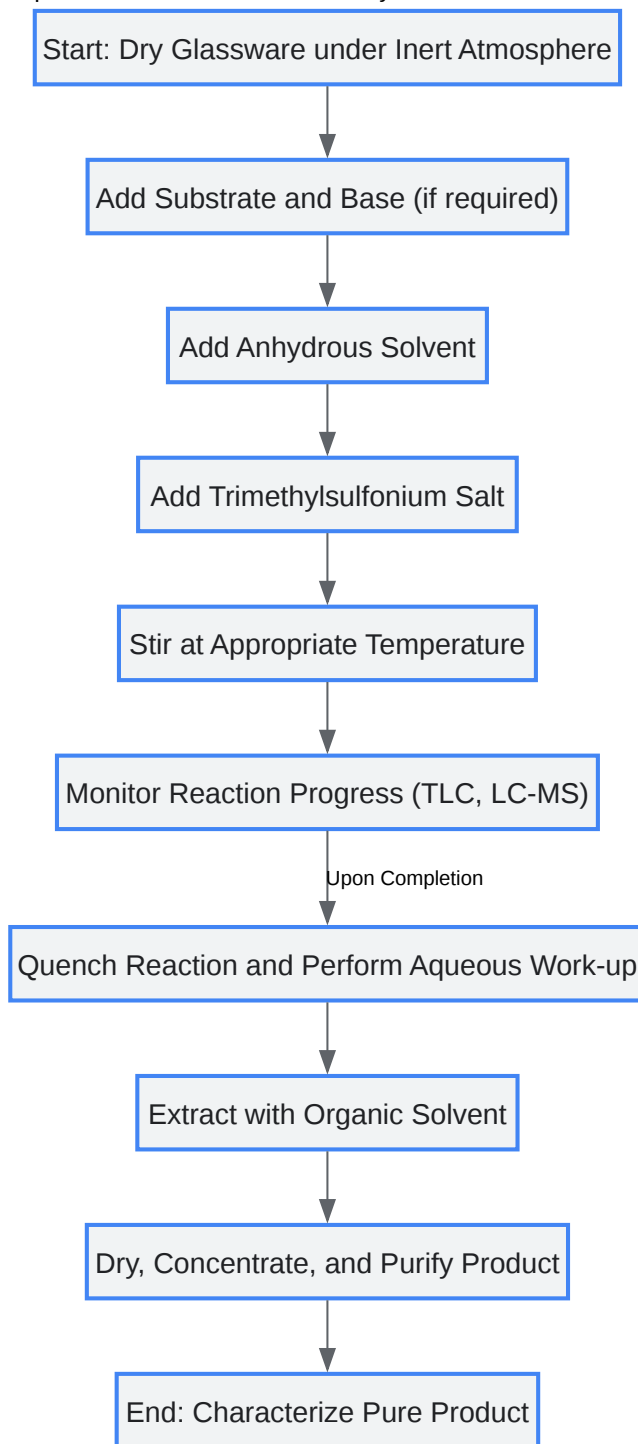 Start: Dry Glassware under Inert Atmosphere
Add Substrate and Base (if required)
Add Anhydrous Solvent
Add Trimethylsulfonium Salt
Stir at Appropriate Temperature
Monitor Reaction Progress (TLC, LC-MS)
Upon Completion
Quench Reaction and Perform Aqueous Work-up
Extract with Organic Solvent
Dry, Concentrate, and Purify Product
End: Characterize Pure Product